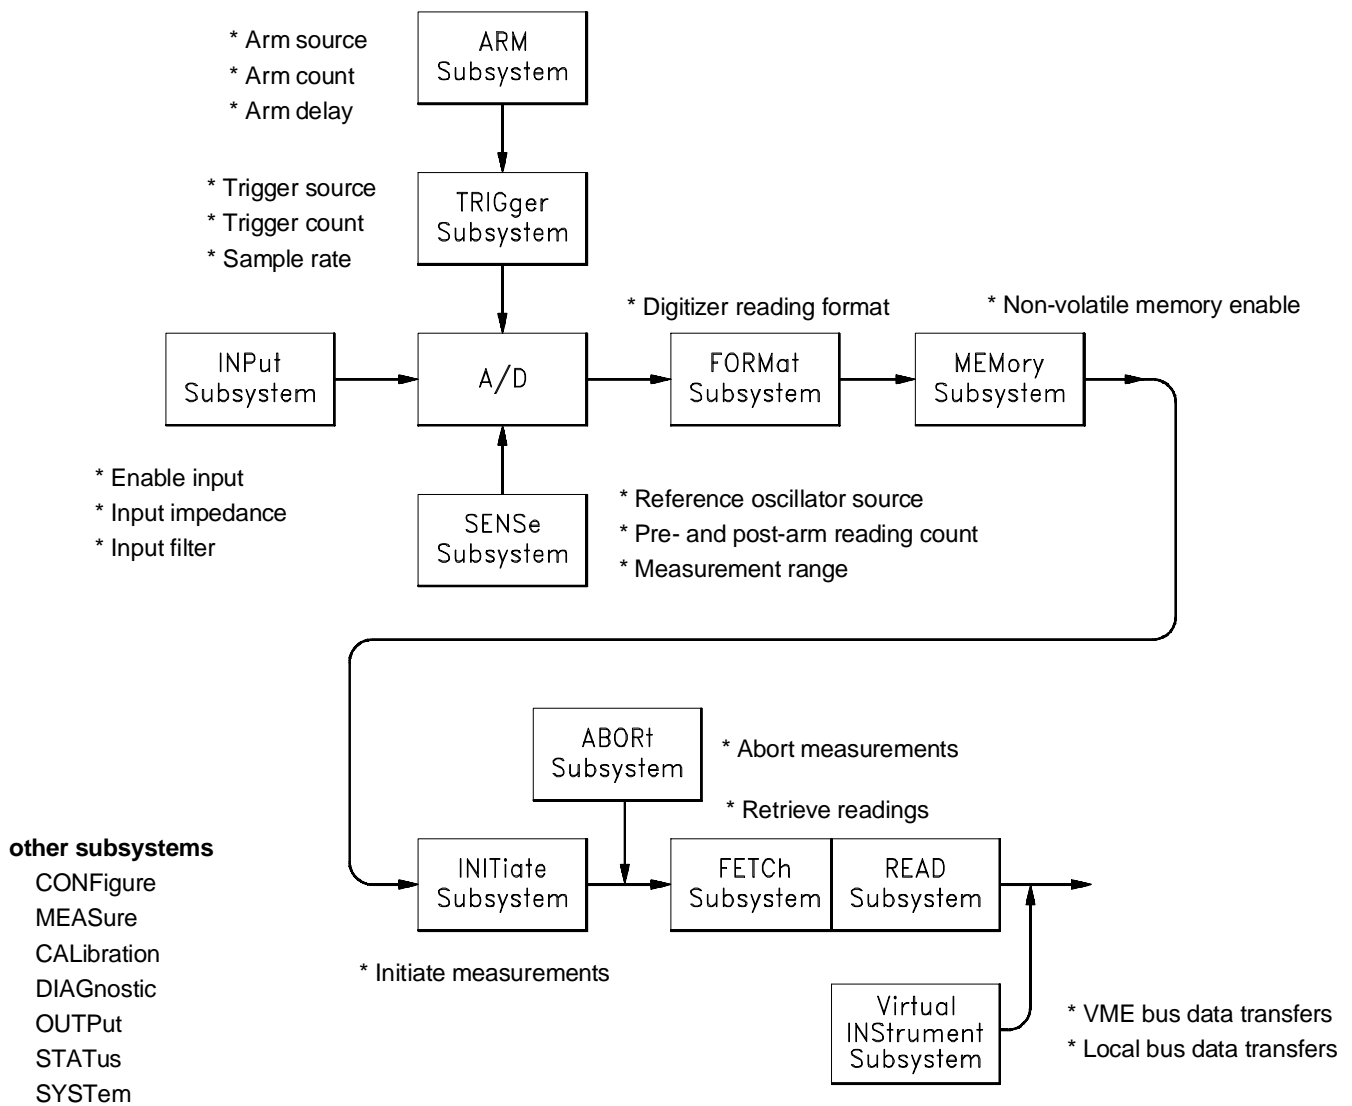 * Arm source
* Arm count
* Arm delay
ARM
Subsystem
* Trigger source
* Trigger count
* Sample rate
TRIGger
Subsystem
* Digitizer reading format
* Non-volatile memory enable
INPut
Subsystem
A/D
FORMat
Subsystem
MEMory
Subsystem
* Enable input
* Input impedance
* Input filter
SENSe
Subsystem
* Reference oscillator source
* Pre- and post-arm reading count
* Measurement range
ABORt
Subsystem
* Abort measurements
* Retrieve readings
INITiate
Subsystem
FETCh
Subsystem
READ
Subsystem
* Initiate measurements
Virtual
INStrument
Subsystem
* VME bus data transfers
* Local bus data transfers
other subsystems
CONFigure
MEASure
CALibration
DIAGnostic
OUTPut
STATus
SYSTem